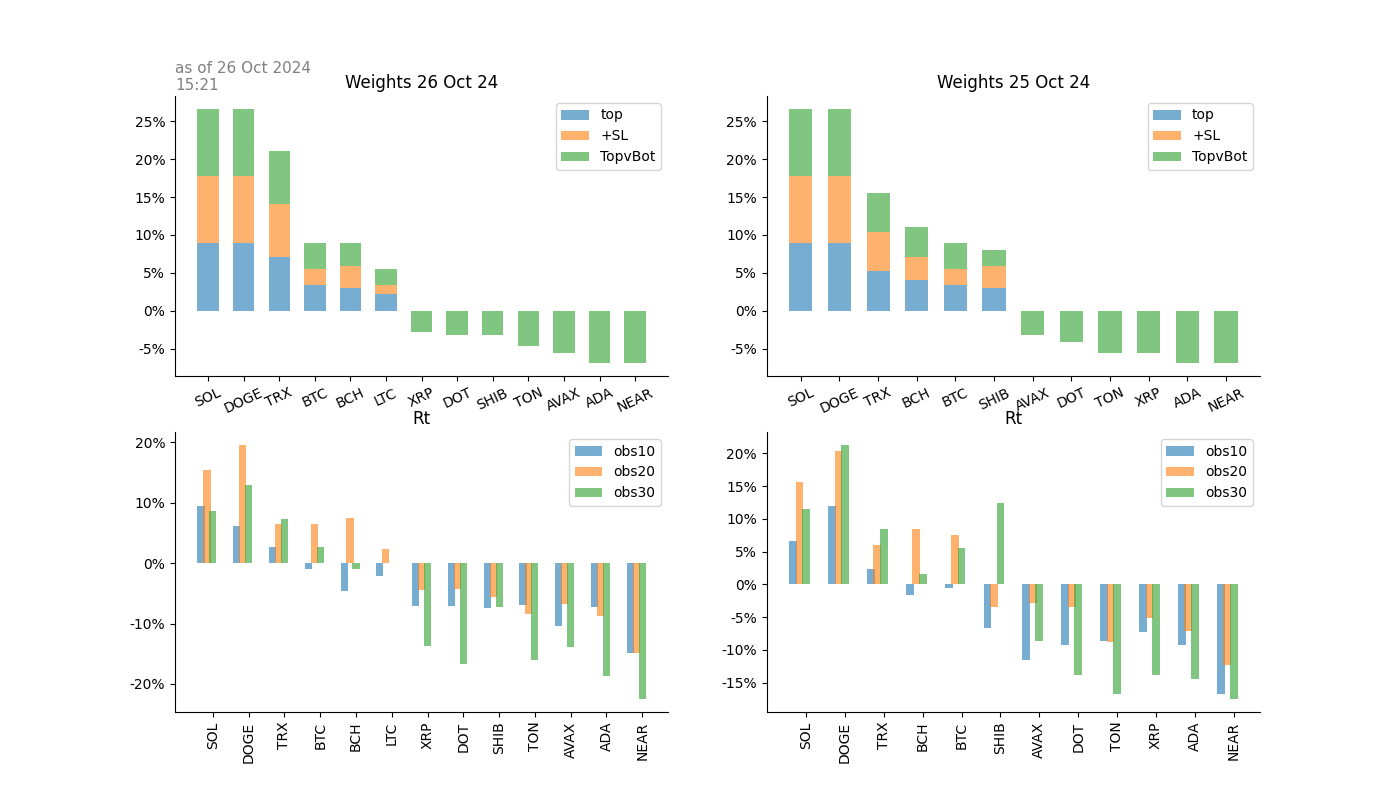 as of 26 Oct 2024
15:21
Weights 26 Oct 24
25%
20%
15%
10%
5%
0%
-5%
top
+SL
TopvBot
SOL DOGE TRX BTC BCH LTC XRP DOT SHIB TON AVAX ADA NEAR
Weights 25 Oct 24
25%
20%
15%
10%
5%
0%
-5%
top
+SL
TopvBot
SOL DOGE TRX BCH BTC SHIB AVAX DOT TON XRP ADA NEAR
Rt
20%
10%
0%
-10%
-20%
obs10
obs20
obs30
SOL DOGE TRX BTC BCH LTC XRP DOT SHIB TON AVAX ADA NEAR
Rt
20%
15%
10%
5%
0%
-5%
-10%
-15%
obs10
obs20
obs30
SOL DOGE TRX BCH BTC SHIB AVAX DOT TON XRP ADA NEAR